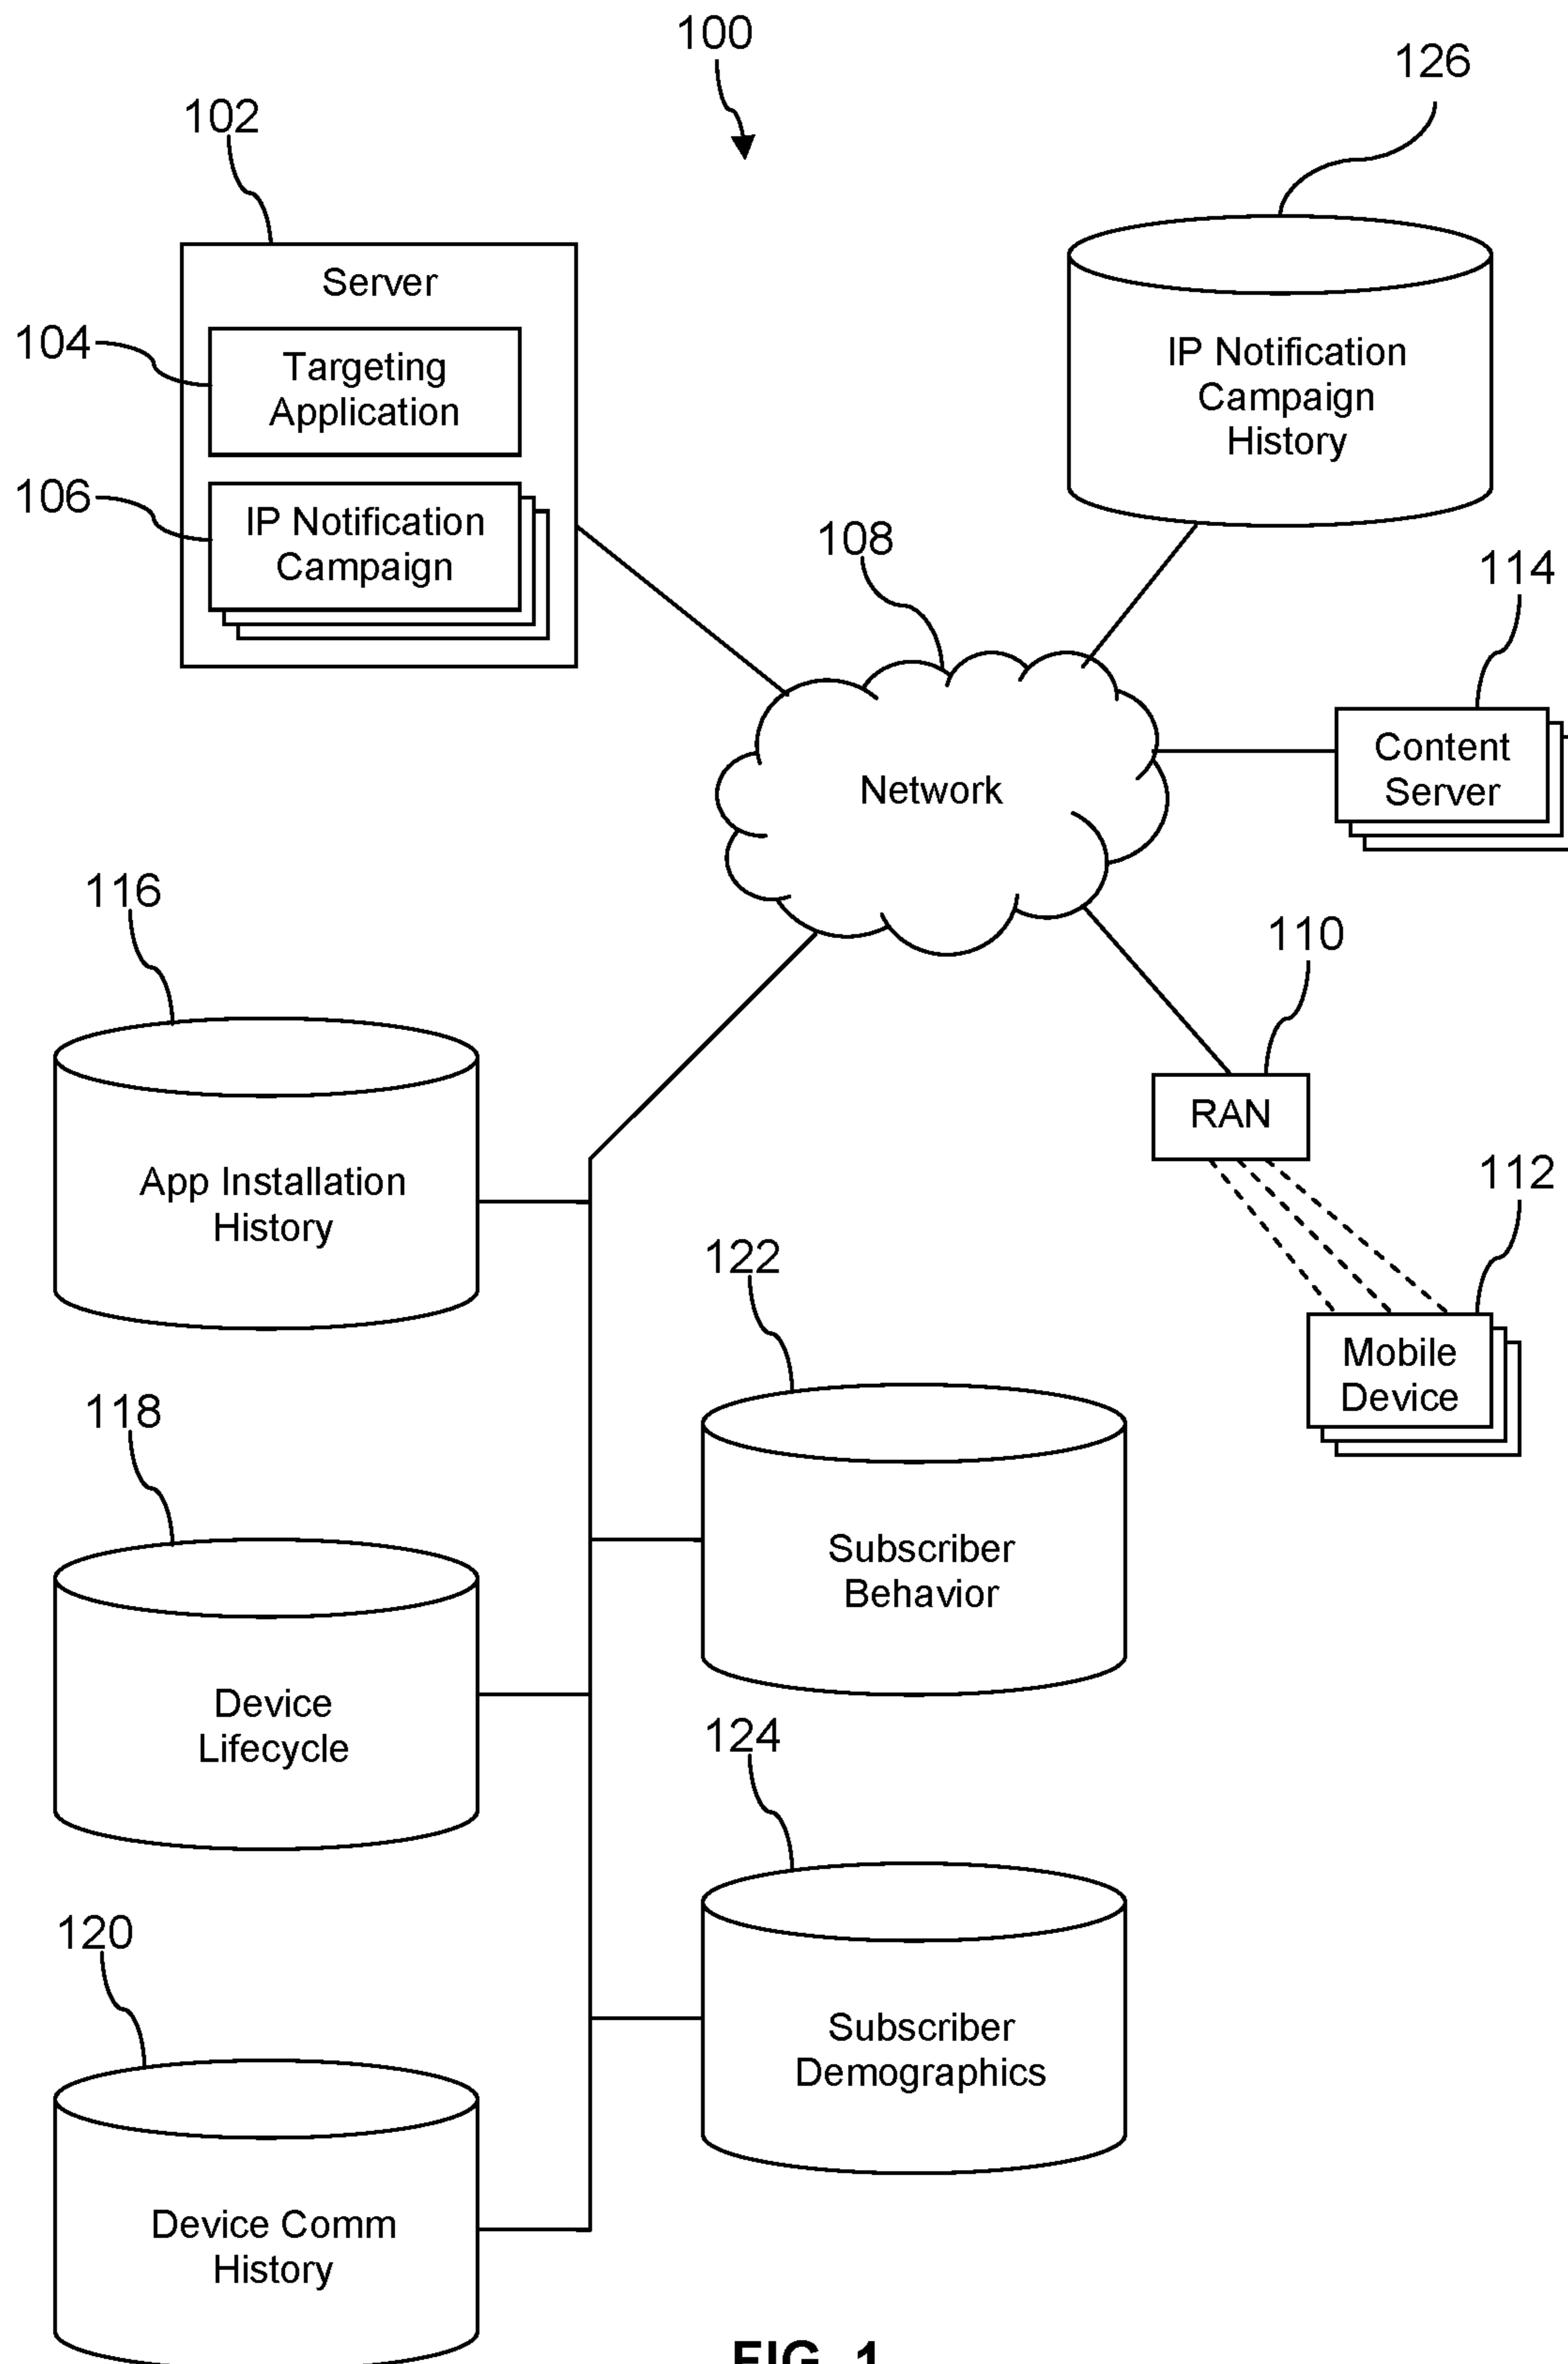 100
126
102
Server
104
Targeting
Application
106
IP Notification
Campaign
IP Notification
Campaign
History
108
114
Network
Content
Server
116
110
RAN
App Installation
History
112
122
Mobile
Device
118
Subscriber
Behavior
Device
Lifecycle
124
120
Subscriber
Demographics
Device Comm
History
FIG. 1